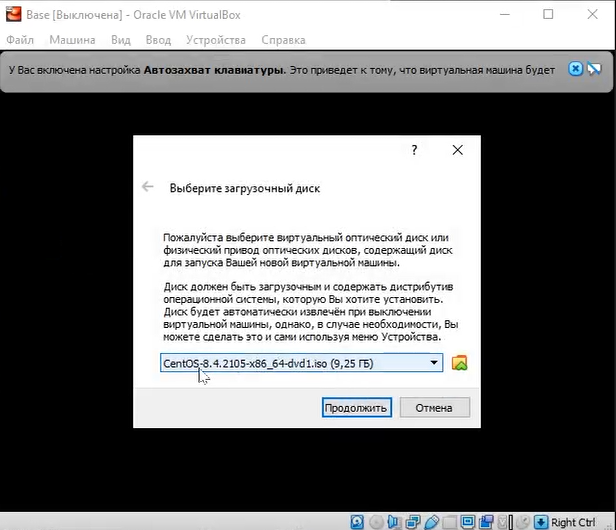 Base [Выключена] - Oracle VM VirtualBox
Файл Машина Вид Ввод Устройства Справка
У Вас включена настройка Автозахват клавиатуры. Это приведет к тому, что виртуальная машина будет
?
Выберите загрузочный диск
Пожалуйста выберите виртуальный оптический диск или
физический привод оптических дисков, содержащий диск
для запуска Вашей новой виртуальной машины.
Диск должен быть загрузочным и содержать дистрибутив
операционной системы, которую Вы хотите установить.
Диск будет автоматически извлечён при выключении
виртуальной машины, однако, в случае необходимости, Вы
можете сделать это и сами используя меню Устройства.
CentOS-8.4.2105-x86_64-dvd1.iso (9,25 ГБ)
Продолжить Отмена
Right Ctrl